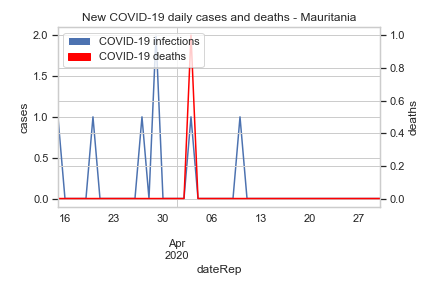 New COVID-19 daily cases and deaths - Mauritania
COVID-19 infections
COVID-19 deaths
2.0
1.5
1.0
0.5
0.0
cases
1.0
0.8
0.6
0.4
0.2
0.0
deaths
16 23 30 06 13 20 27
Apr
2020
dateRep